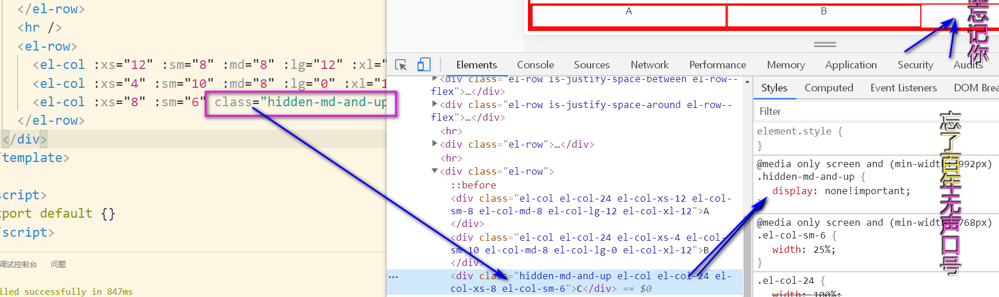 </el-row>
<hr />
<el-row>
<el-col :xs="12" :sm="8" :md="8" :lg="12" :xl="
<el-col :xs="4" :sm="10" :md="8" :lg="0" :xl="1
<el-col :xs="8" :sm="6" class="hidden-md-and-up
</el-row>
</div>
/template>
script>
xport default {}
/script>
调试控制台 问题
iled successfully in 847ms
A B
忘记你
Elements Console Sources Network Performance Memory Application Security Audits
<div class="el-row is-justify-space-between el-row--
flex">…</div>
<div class="el-row is-justify-space-around el-row--
flex">…</div>
<hr>
<div class="el-row">…</div>
<hr>
<div class="el-row">
::before
<div class="el-col el-col-24 el-col-xs-12 el-col-
sm-8 el-col-md-8 el-col-lg-12 el-col-xl-12">A
</div>
<div class="el-col el-col-24 el-col-xs-4 el-col-
sm-10 el-col-md-8 el-col-lg-0 el-col-xl-12">B
</div>
<div class="hidden-md-and-up el-col el-col-24 el-
col-xs-8 el-col-sm-6">C</div> == $0
Styles Computed Event Listeners DOM Brea
Filter
element.style {
}
@media only screen and (min-width: 992px)
.hidden-md-and-up {
display: none!important;
}
@media only screen and (min-width: 768px)
.el-col-sm-6 {
width: 25%;
}
.el-col-24 {
width: 100%;
忘了百年无声口号